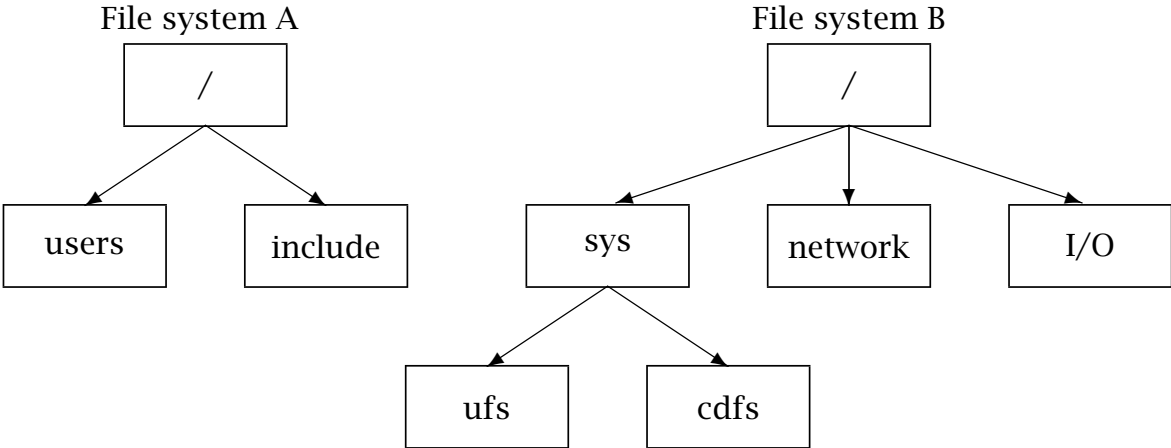 File system A
/
users
include
File system B
/
sys
network
I/O
ufs
cdfs